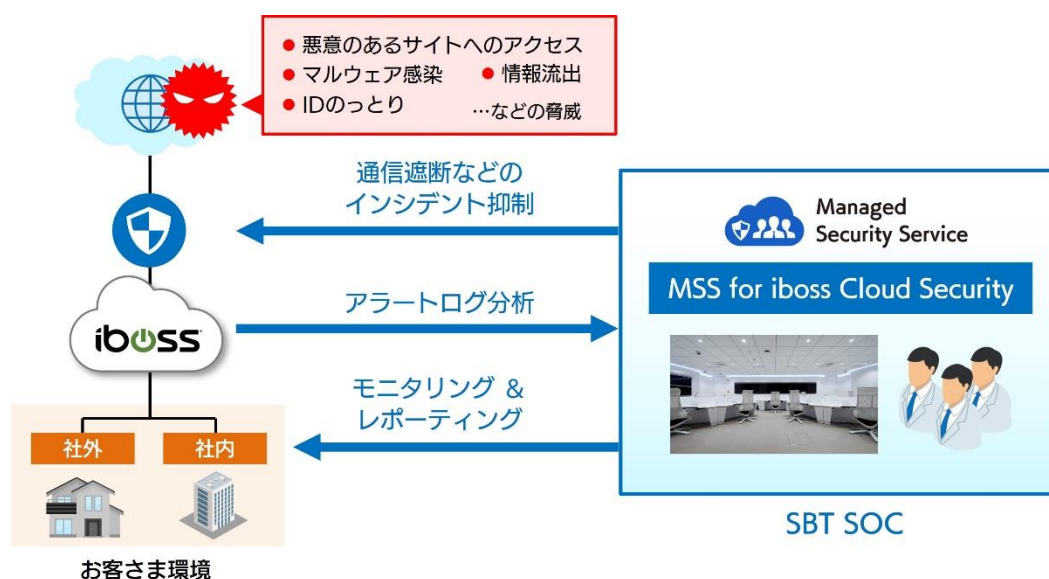 ● 悪意のあるサイトへのアクセス
● マルウェア感染 ● 情報流出
● IDのっとり …などの脅威
通信遮断などの
インシデント抑制
アラートログ分析
モニタリング &
レポーティング
iboss
社外 社内
お客さま環境
Managed
Security Service
MSS for iboss Cloud Security
SBT SOC